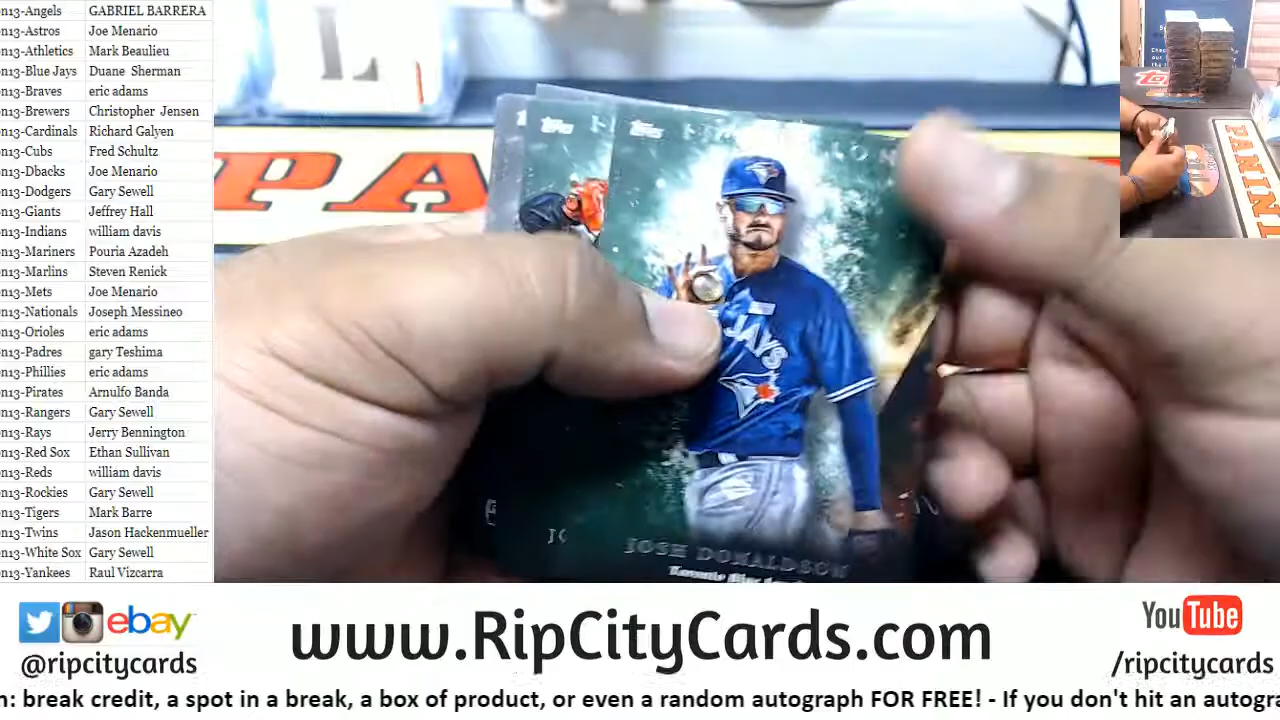 n13-Angels GABRIEL BARRERA
n13-Astros Joe Menario
n13-Athletics Mark Beaulieu
n13-Blue Jays Duane Sherman
n13-Braves eric adams
n13-Brewers Christopher Jensen
n13-Cardinals Richard Galyen
n13-Cubs Fred Schultz
n13-Dbacks Joe Menario
n13-Dodgers Gary Sewell
n13-Giants Jeffrey Hall
n13-Indians william davis
n13-Mariners Pouria Azadeh
n13-Marlins Steven Renick
n13-Mets Joe Menario
n13-Nationals Joseph Messineo
n13-Orioles eric adams
n13-Padres gary Teshima
n13-Phillies eric adams
n13-Pirates Arnulfo Banda
n13-Rangers Gary Sewell
n13-Rays Jerry Bennington
n13-Red Sox Ethan Sullivan
n13-Reds william davis
n13-Rockies Gary Sewell
n13-Tigers Mark Barre
n13-Twins Jason Hackenmueller
n13-White Sox Gary Sewell
n13-Yankees Raul Vizcarra
PA
Topps
Topps
JAYS
JOSH DONALDSON
PANINI
ebay
@ripcitycards
www.RipCityCards.com
YouTube
/ripcitycards
n: break credit, a spot in a break, a box of product, or even a random autograph FOR FREE! - If you don't hit an autogra